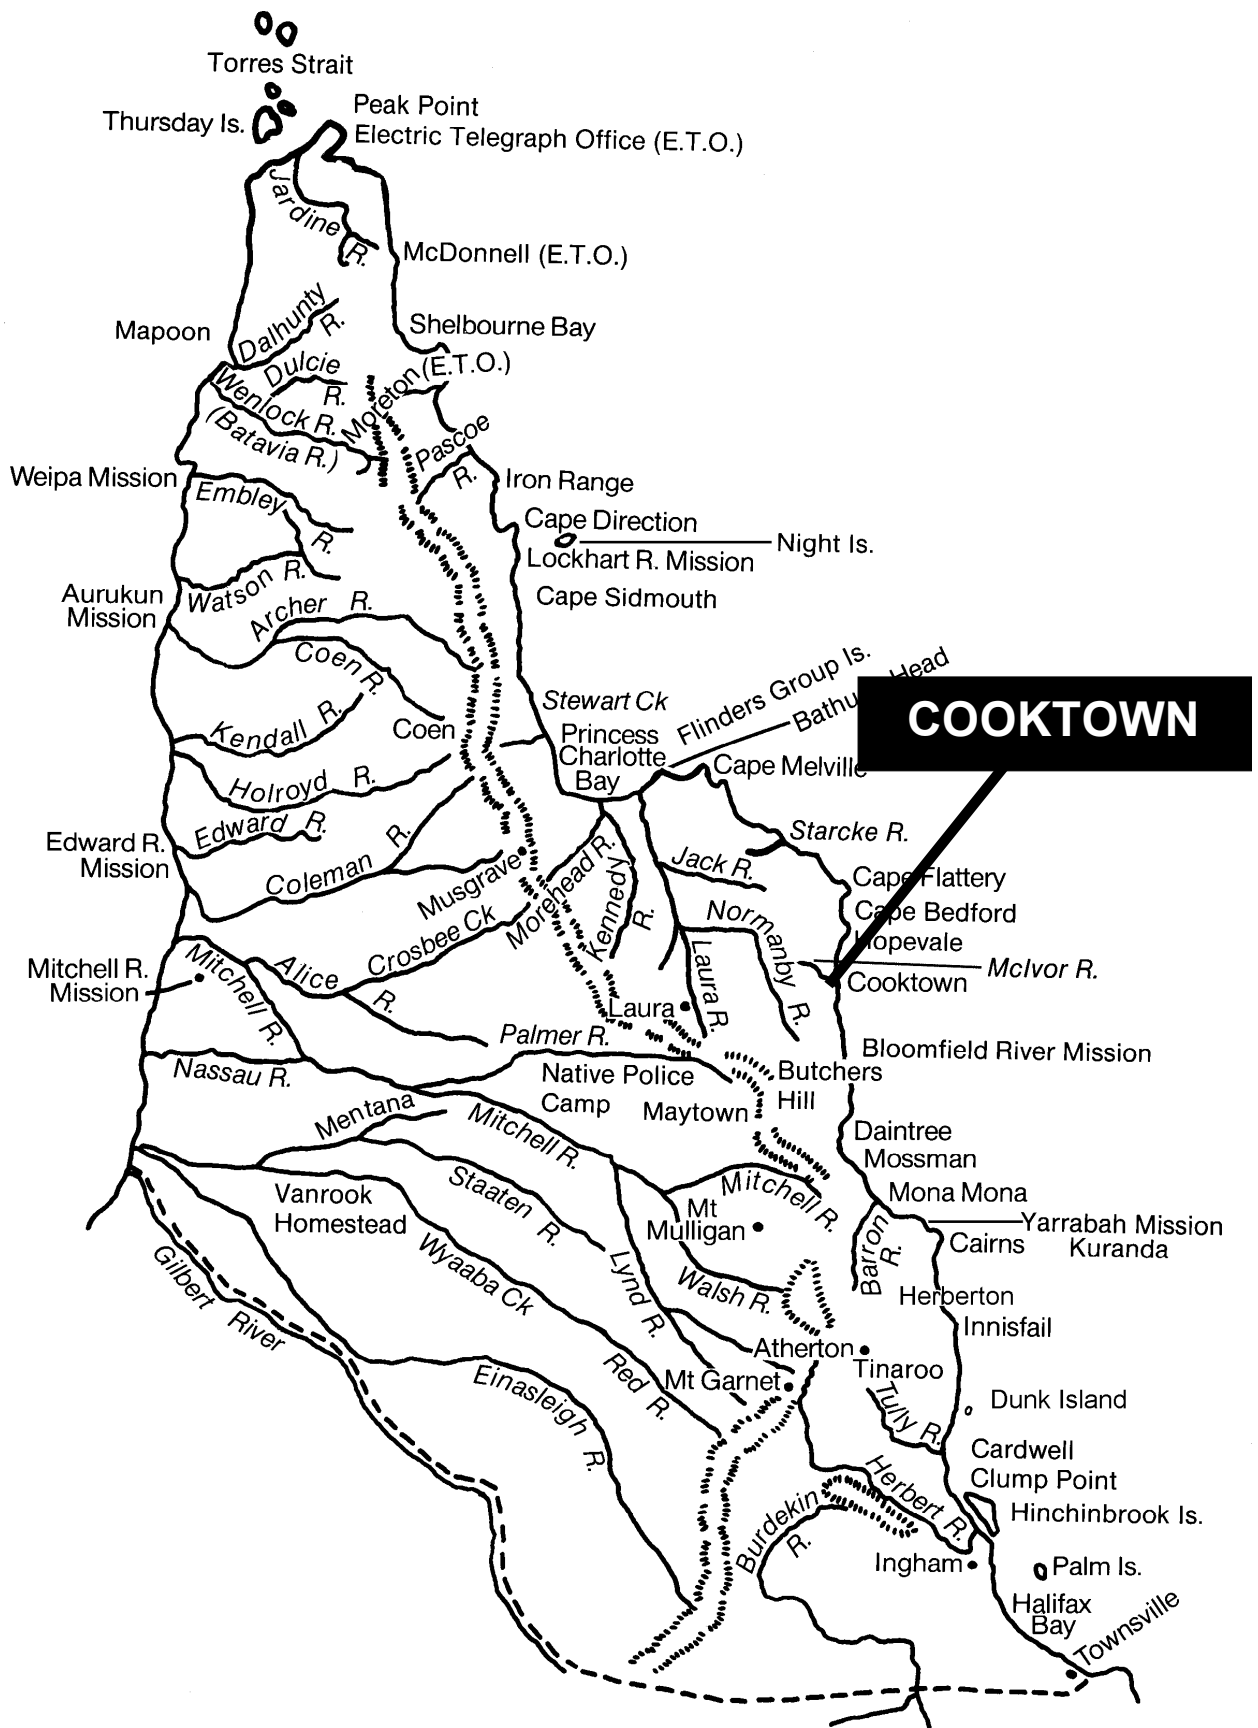 Torres Strait
Peak Point
Thursday Is.
Electric Telegraph Office (E.T.O.)
Jardine R.
McDonnell (E.T.O.)
Mapoon
Dalhunty R.
Shelbourne Bay
Dulcie R.
Moreton (E.T.O.)
Wenlock R.
(Batavia R.)
Pascoe R.
Weipa Mission
Embley R.
Iron Range
Cape Direction
Night Is.
Lockhart R. Mission
Watson R.
Aurukun
Mission
Archer R.
Cape Sidmouth
Coen R.
Flinders Group Is.
Head
Stewart Ck
Kendall R.
Coen
Princess
Charlotte
Bay
COOKTOWN
Cape Melville
Holroyd R.
Edward R.
Edward R.
Mission
Starcke R.
Coleman R.
Musgrave
Morehead R.
Kennedy R.
Jack R.
Cape Flattery
Cape Bedford
Hopevale
Crosbee Ck
Normanby R.
McIvor R.
Mitchell R.
Mission
Mitchell R.
Alice R.
Laura R.
Cooktown
Laura
Palmer R.
Bloomfield River Mission
Nassau R.
Native Police
Camp
Maytown
Butchers
Hill
Mentana
Mitchell R.
Daintree
Mossman
Vanrook
Homestead
Staaten R.
Mitchell R.
Mona Mona
Mt
Mulligan
Yarrabah Mission
Kuranda
Cairns
Barron R.
Gilbert River
Wyaaba Ck
Lynd R.
Walsh R.
Herberton
Innisfail
Atherton
Tinaroo
Einasleigh R.
Red R.
Mt Garnet
Tully R.
Dunk Island
Cardwell
Clump Point
Hinchinbrook Is.
Herbert R.
Burdekin R.
Ingham
Palm Is.
Halifax
Bay
Townsville